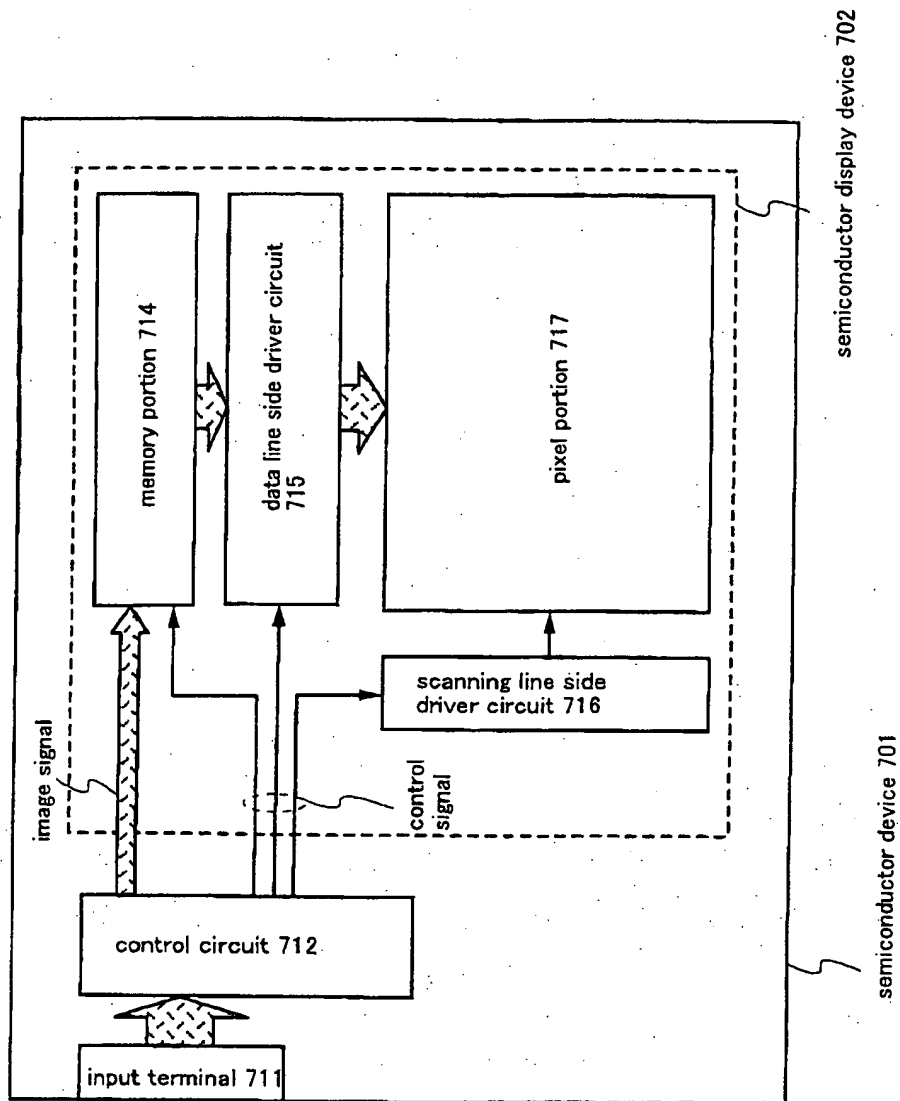 semiconductor display device 702
memory portion 714
data line side driver circuit
715
pixel portion 717
scanning line side
driver circuit 716
image signal
control
signal
control circuit 712
input terminal 711
semiconductor device 701